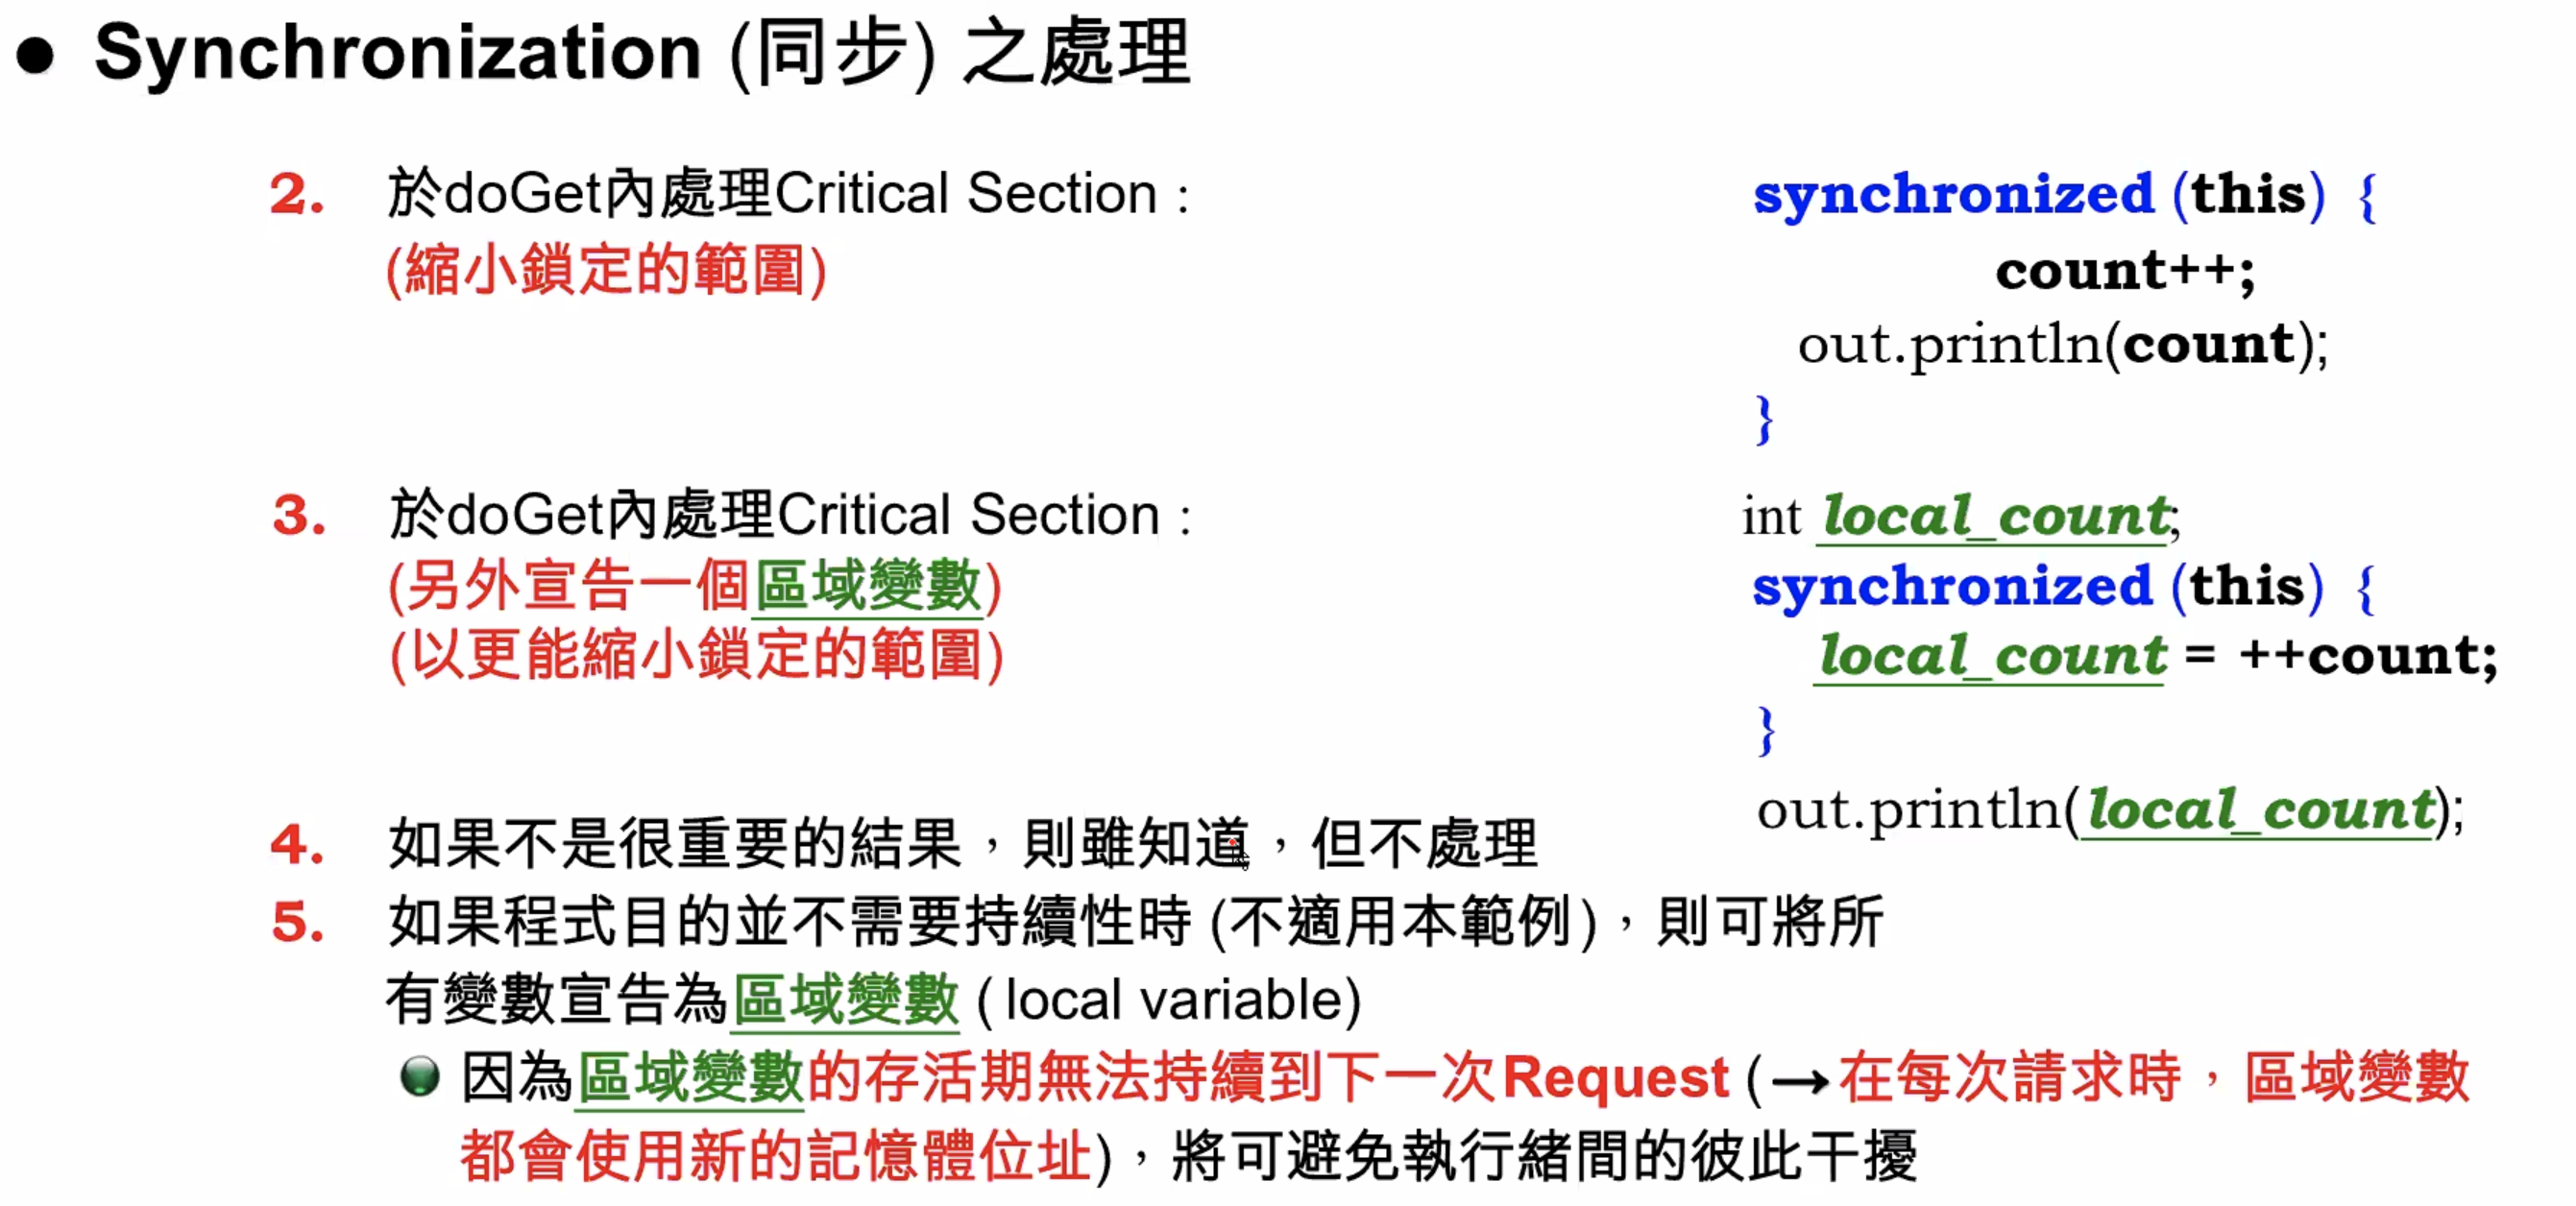 ● Synchronization (同步) 之處理
2. 於doGet內處理Critical Section :
(縮小鎖定的範圍)
synchronized (this) {
count++;
out.println(count);
}
3. 於doGet內處理Critical Section :
(另外宣告一個區域變數)
(以更能縮小鎖定的範圍)
int local_count;
synchronized (this) {
local_count = ++count;
}
out.println(local_count);
4. 如果不是很重要的結果，則雖知道，但不處理
5. 如果程式目的並不需要持續性時 (不適用本範例)，則可將所
有變數宣告為區域變數 ( local variable)
因為區域變數的存活期無法持續到下一次Request (→在每次請求時，區域變數
都會使用新的記憶體位址)，將可避免執行緒間的彼此干擾